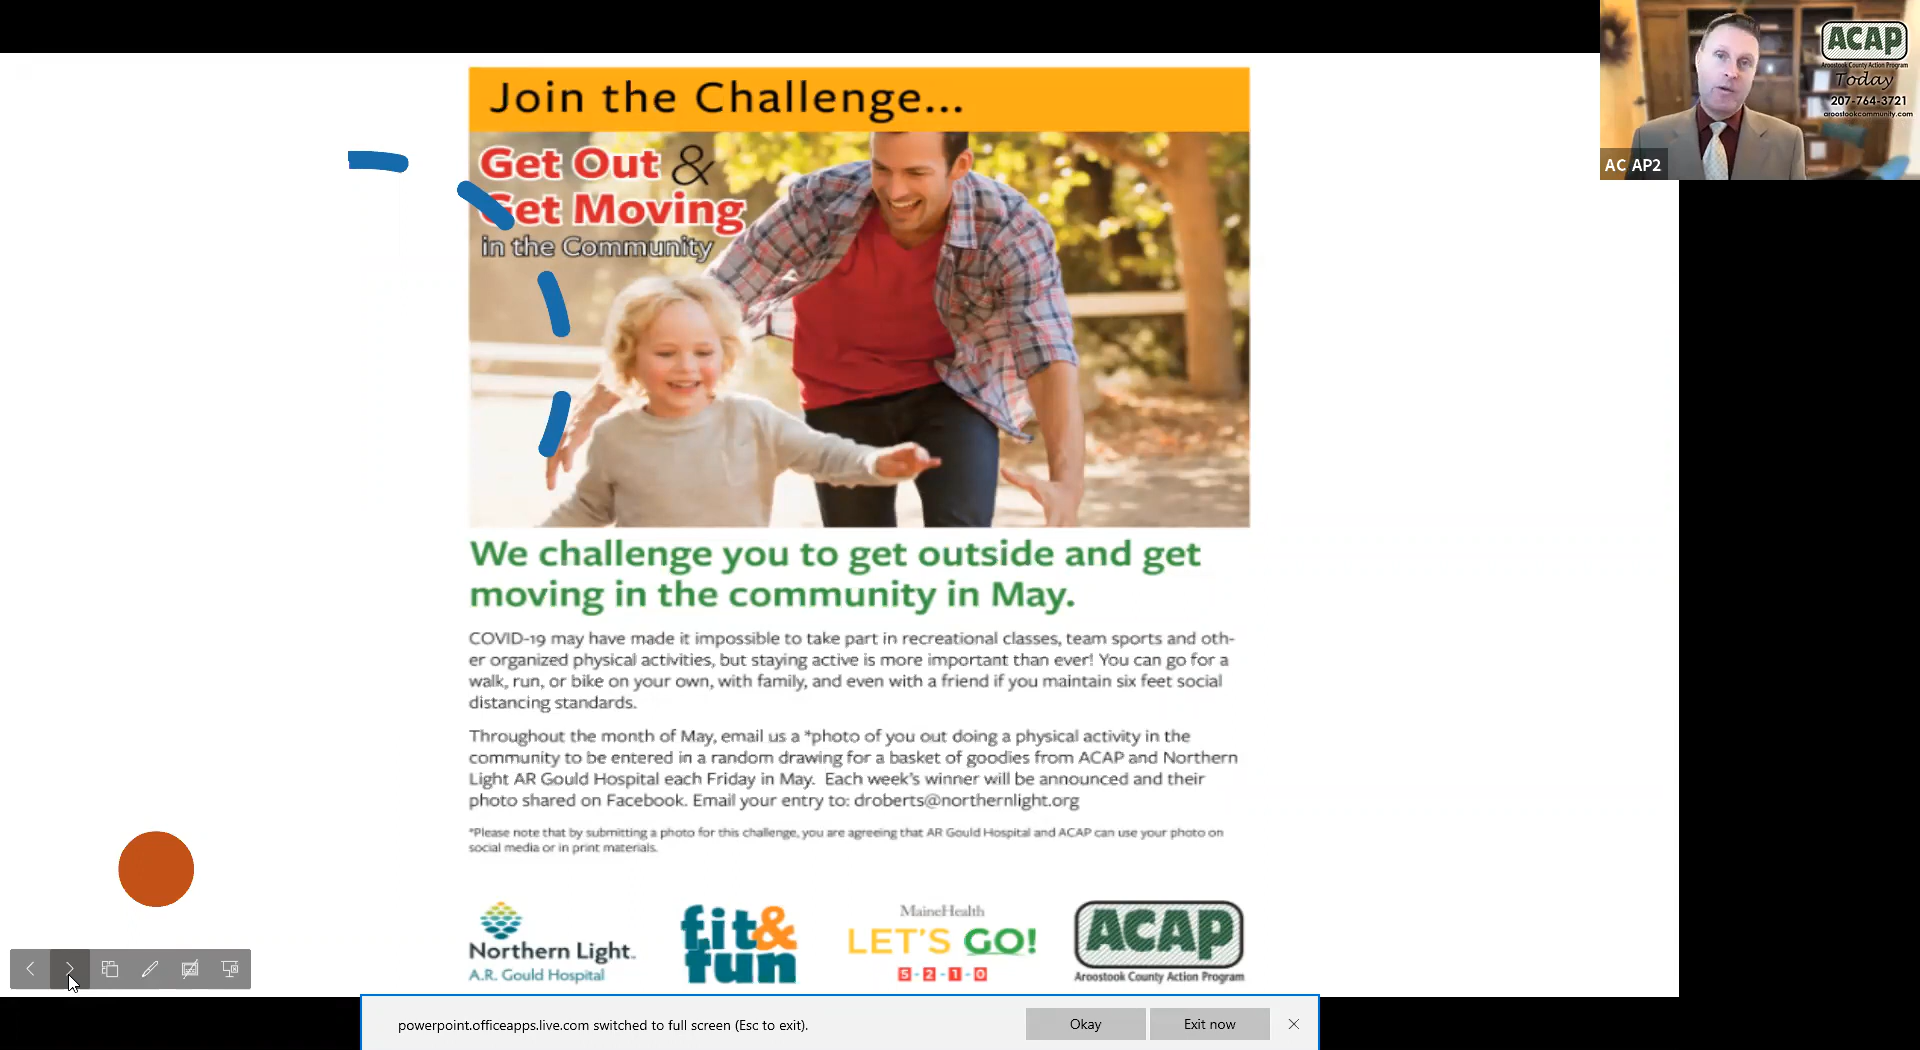 Join the Challenge...
Get Out &
Get Moving
in the Community
We challenge you to get outside and get
moving in the community in May.
COVID-19 may have made it impossible to take part in recreational classes, team sports and oth-
er organized physical activities, but staying active is more important than ever! You can go for a
walk, run, or bike on your own, with family, and even with a friend if you maintain six feet social
distancing standards.
Throughout the month of May, email us a *photo of you out doing a physical activity in the
community to be entered in a random drawing for a basket of goodies from ACAP and Northern
Light AR Gould Hospital each Friday in May. Each week's winner will be announced and their
photo shared on Facebook. Email your entry to: droberts@northernlight.org
*Please note that by submitting a photo for this challenge, you are agreeing that AR Gould Hospital and ACAP can use your photo on
social media or in print materials.
Northern Light
A.R. Gould Hospital
fit&
fun
MaineHealth
LET'S GO!
5-2-1-0
ACAP
Aroostook County Action Program
ACAP
Aroostook County Action Program
Today
207-764-3721
aroostookcommunity.com
AC AP2
powerpoint.officeapps.live.com switched to full screen (Esc to exit).
Okay
Exit now